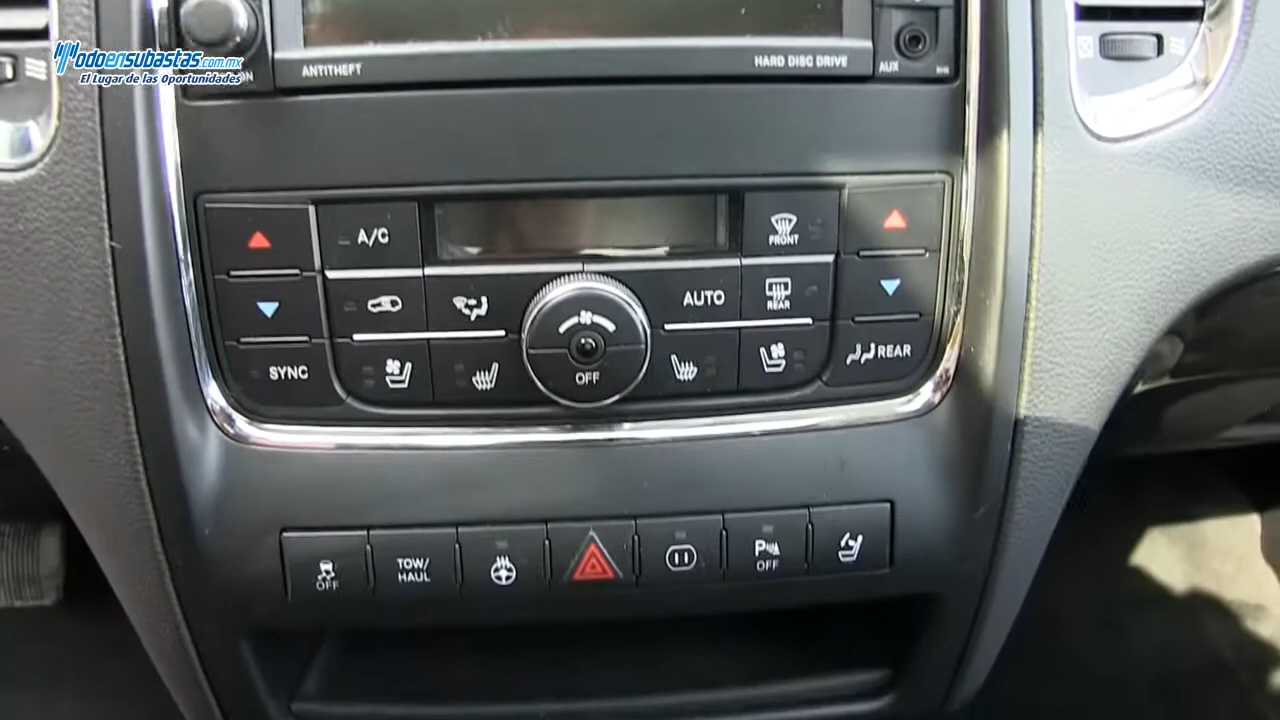 Todoensubastas.com.mx
El Lugar de las Oportunidades
ANTITHEFT
HARD DISC DRIVE
AUX
A/C
FRONT
AUTO
REAR
SYNC
OFF
REAR
OFF
TOW/
HAUL
P
OFF